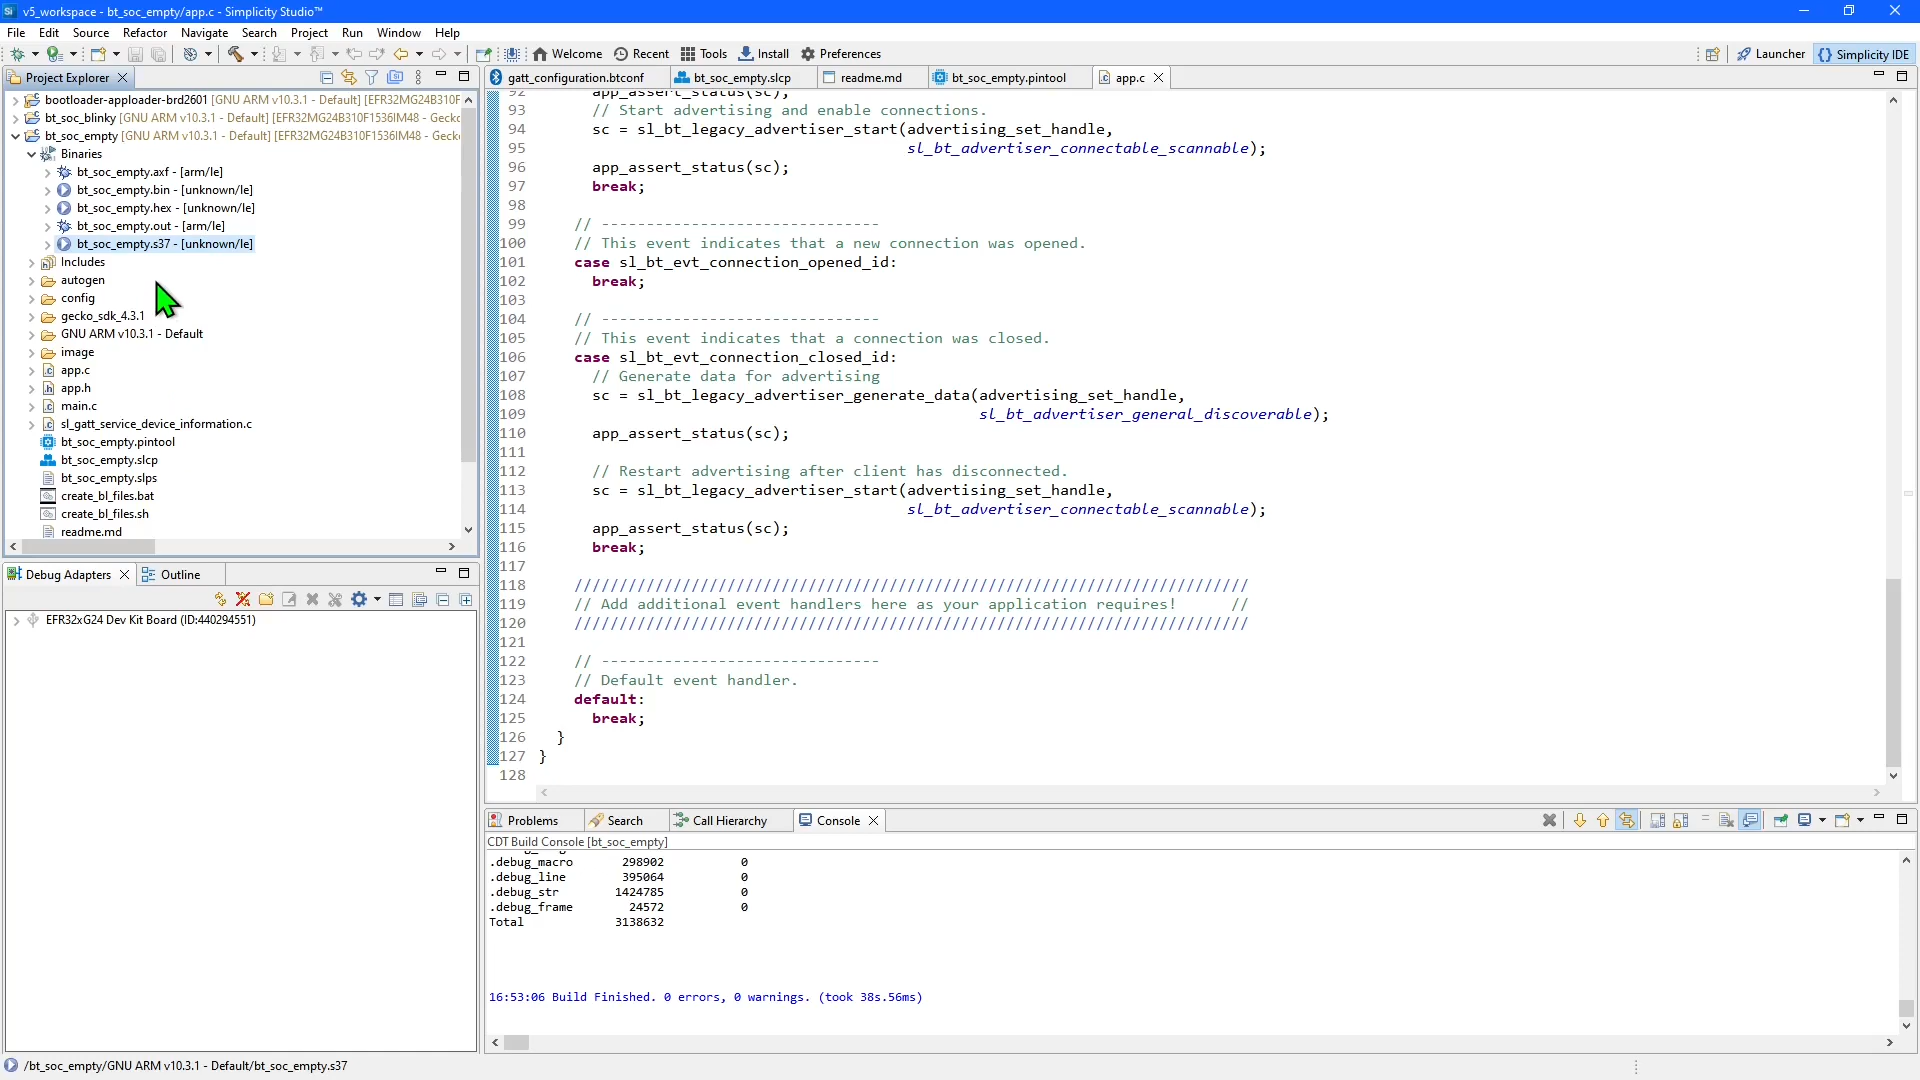 v5_workspace - bt_soc_empty/app.c - Simplicity Studio™
File Edit Source Refactor Navigate Search Project Run Window Help
Welcome Recent Tools Install Preferences
Launcher Simplicity IDE
Project Explorer
bootloader-apploader-brd2601 [GNU ARM v10.3.1 - Default] [EFR32MG24B310F
bt_soc_blinky [GNU ARM v10.3.1 - Default] [EFR32MG24B310F1536IM48 - Gecko
bt_soc_empty [GNU ARM v10.3.1 - Default] [EFR32MG24B310F1536IM48 - Gecko
Binaries
bt_soc_empty.axf - [arm/le]
bt_soc_empty.bin - [unknown/le]
bt_soc_empty.hex - [unknown/le]
bt_soc_empty.out - [arm/le]
bt_soc_empty.s37 - [unknown/le]
Includes
autogen
config
gecko_sdk_4.3.1
GNU ARM v10.3.1 - Default
image
app.c
app.h
main.c
sl_gatt_service_device_information.c
bt_soc_empty.pintool
bt_soc_empty.slcp
bt_soc_empty.slps
create_bl_files.bat
create_bl_files.sh
readme.md
Debug Adapters Outline
EFR32xG24 Dev Kit Board (ID:440294551)
gatt_configuration.btconf bt_soc_empty.slcp readme.md bt_soc_empty.pintool app.c
92 app_assert_status(sc);
93 // Start advertising and enable connections.
94 sc = sl_bt_legacy_advertiser_start(advertising_set_handle,
95 sl_bt_advertiser_connectable_scannable);
96 app_assert_status(sc);
97 break;
98
99 // -------------------------------
100 // This event indicates that a new connection was opened.
101 case sl_bt_evt_connection_opened_id:
102 break;
103
104 // -------------------------------
105 // This event indicates that a connection was closed.
106 case sl_bt_evt_connection_closed_id:
107 // Generate data for advertising
108 sc = sl_bt_legacy_advertiser_generate_data(advertising_set_handle,
109 sl_bt_advertiser_general_discoverable);
110 app_assert_status(sc);
111
112 // Restart advertising after client has disconnected.
113 sc = sl_bt_legacy_advertiser_start(advertising_set_handle,
114 sl_bt_advertiser_connectable_scannable);
115 app_assert_status(sc);
116 break;
117
118 ///////////////////////////////////////////////////////////////////////////
119 // Add additional event handlers here as your application requires! //
120 ///////////////////////////////////////////////////////////////////////////
121
122 // -------------------------------
123 // Default event handler.
124 default:
125 break;
126 }
127 }
128
Problems Search Call Hierarchy Console
CDT Build Console [bt_soc_empty]
.debug_macro 298902 0
.debug_line 395064 0
.debug_str 1424785 0
.debug_frame 24572 0
Total 3138632
16:53:06 Build Finished. 0 errors, 0 warnings. (took 38s.56ms)
/bt_soc_empty/GNU ARM v10.3.1 - Default/bt_soc_empty.s37